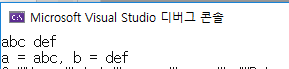 Microsoft Visual Studio 디버그 콘솔
abc def
a = abc, b = def